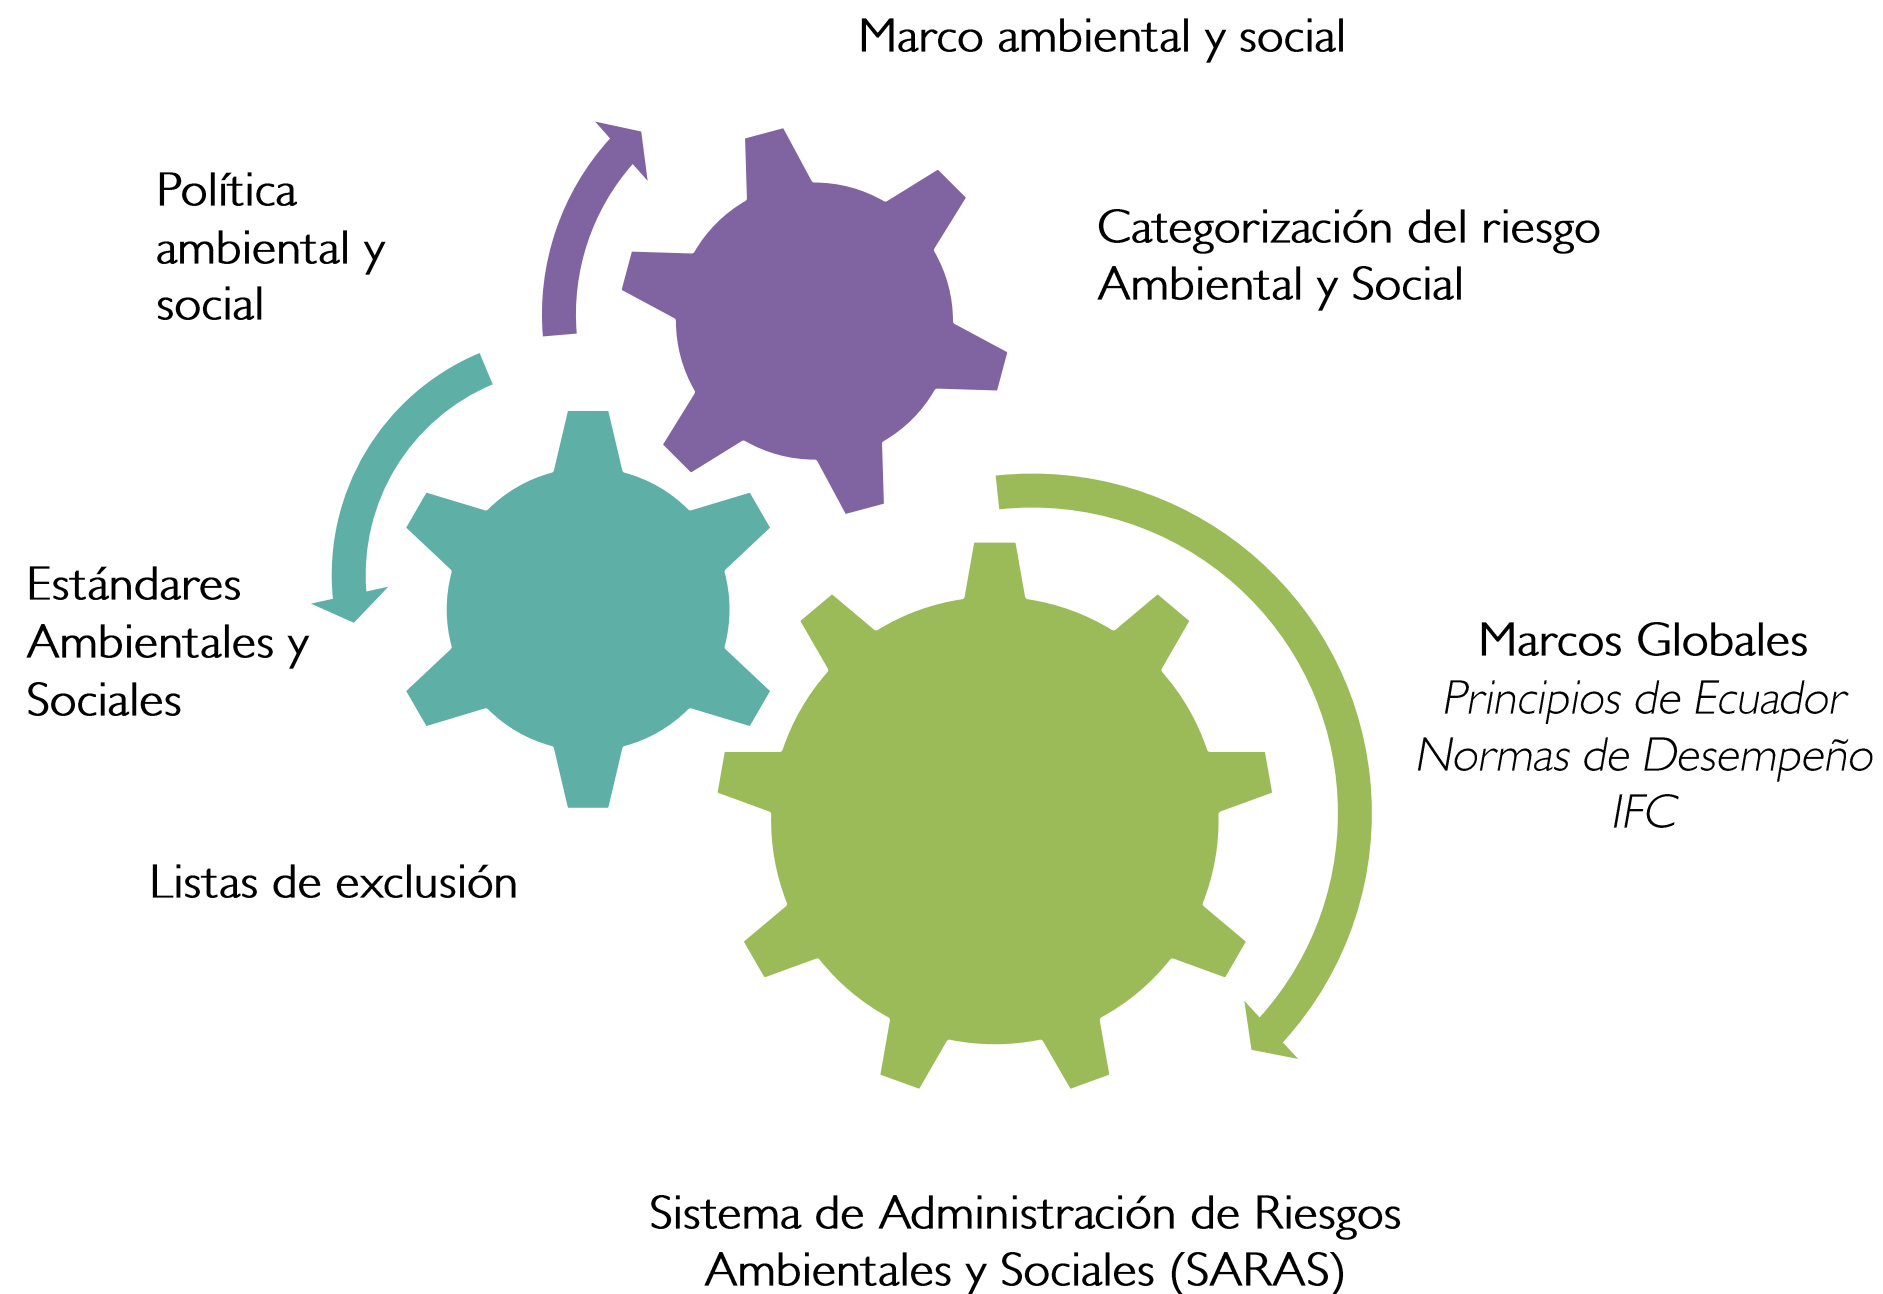 Marco ambiental y social
Política
ambiental y
social
Categorización del riesgo
Ambiental y Social
Estándares
Ambientales y
Sociales
Marcos Globales
Principios de Ecuador
Normas de Desempeño
IFC
Listas de exclusión
Sistema de Administración de Riesgos
Ambientales y Sociales (SARAS)